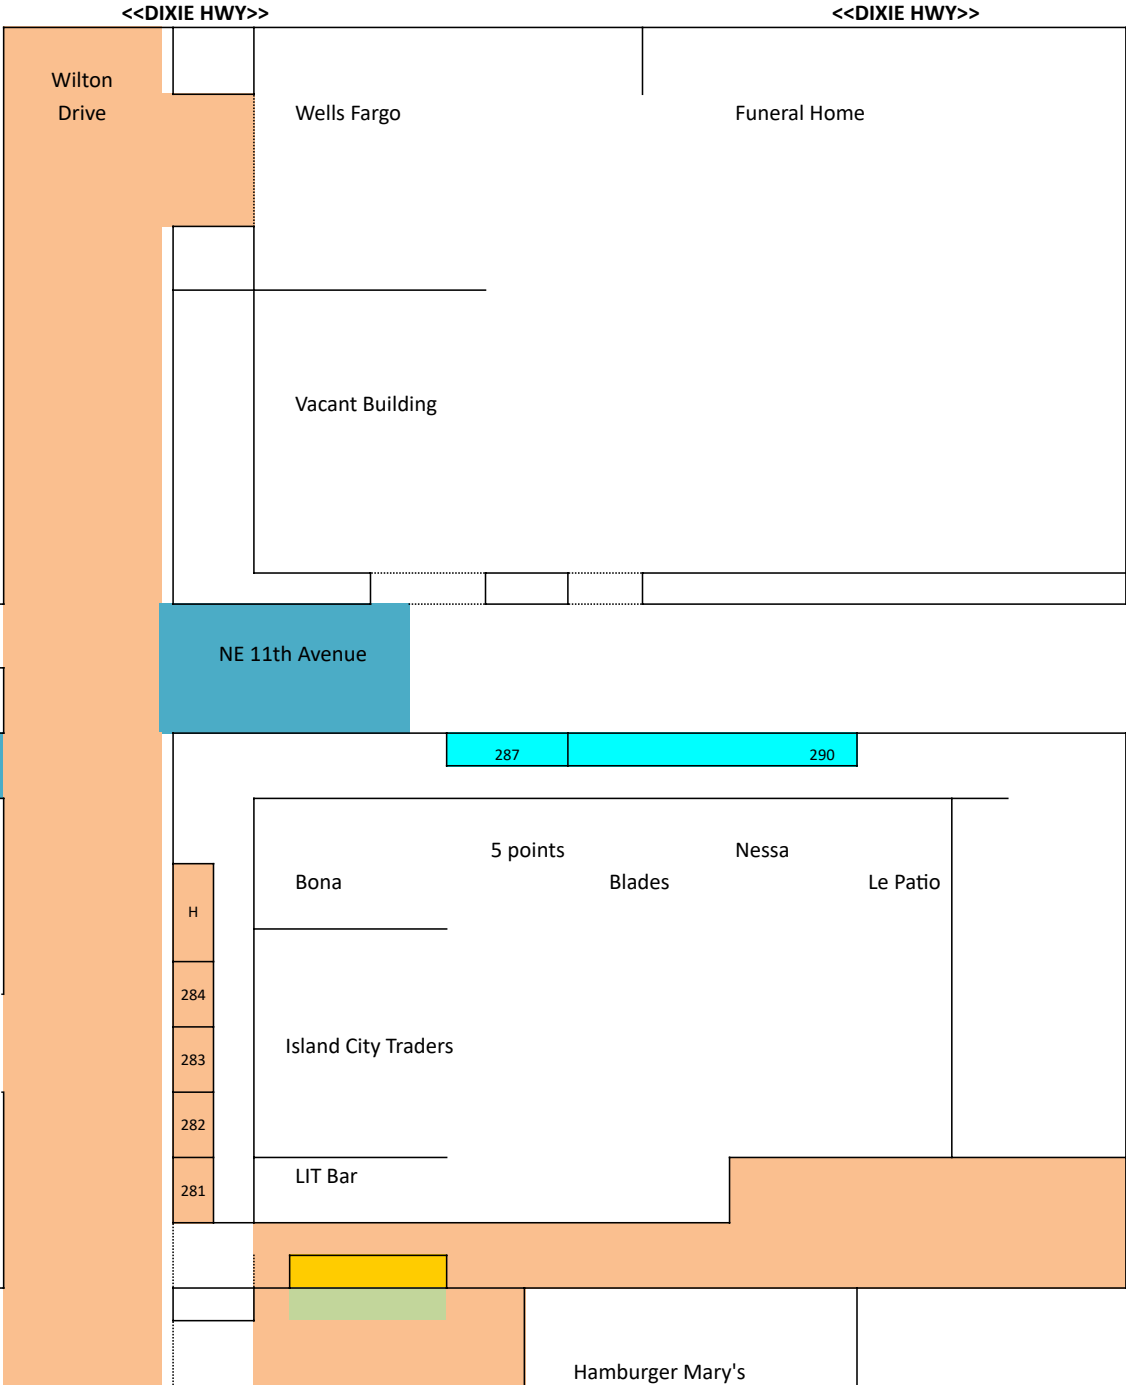 <<DIXIE HWY>> <<DIXIE HWY>>
Wilton
Drive
Wells Fargo
Funeral Home
Vacant Building
NE 11th Avenue
287
290
5 points
Nessa
Bona
Blades
Le Patio
H
284
283
Island City Traders
282
LIT Bar
281
Hamburger Mary's